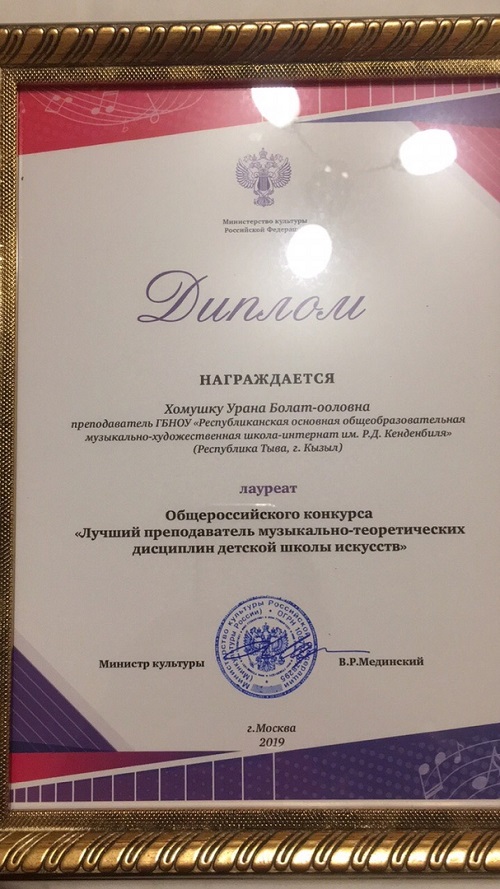 Министерство культуры
Российской Федерации
Диплом
НАГРАЖДАЕТСЯ
Хомушку Урана Болат-ооловна
преподаватель ГБНОУ «Республиканская основная общеобразовательная
музыкально-художественная школа-интернат им. Р.Д. Кенденбиля»
(Республика Тыва, г. Кызыл)
лауреат
Общероссийского конкурса
«Лучший преподаватель музыкально-теоретических
дисциплин детской школы искусств»
Министр культуры
В.Р.Мединский
г.Москва
2019